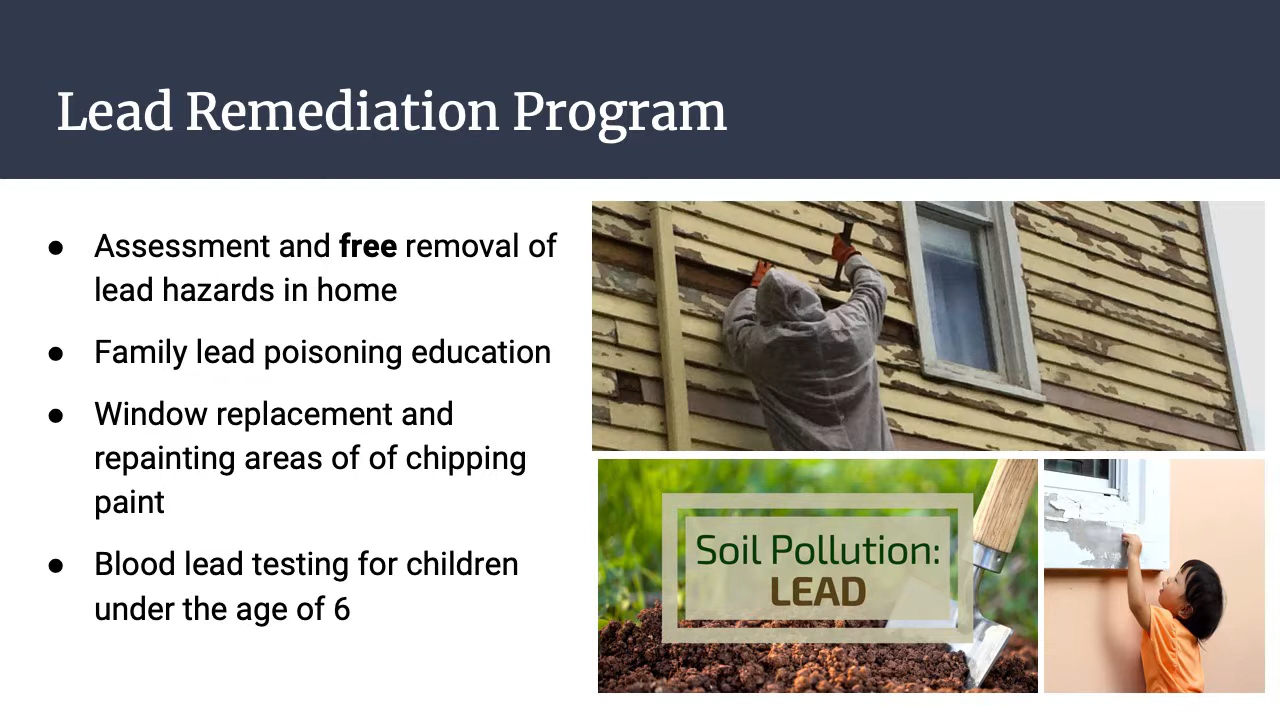 Lead Remediation Program
● Assessment and free removal of
lead hazards in home
● Family lead poisoning education
● Window replacement and
repainting areas of of chipping
paint
● Blood lead testing for children
under the age of 6
Soil Pollution:
LEAD